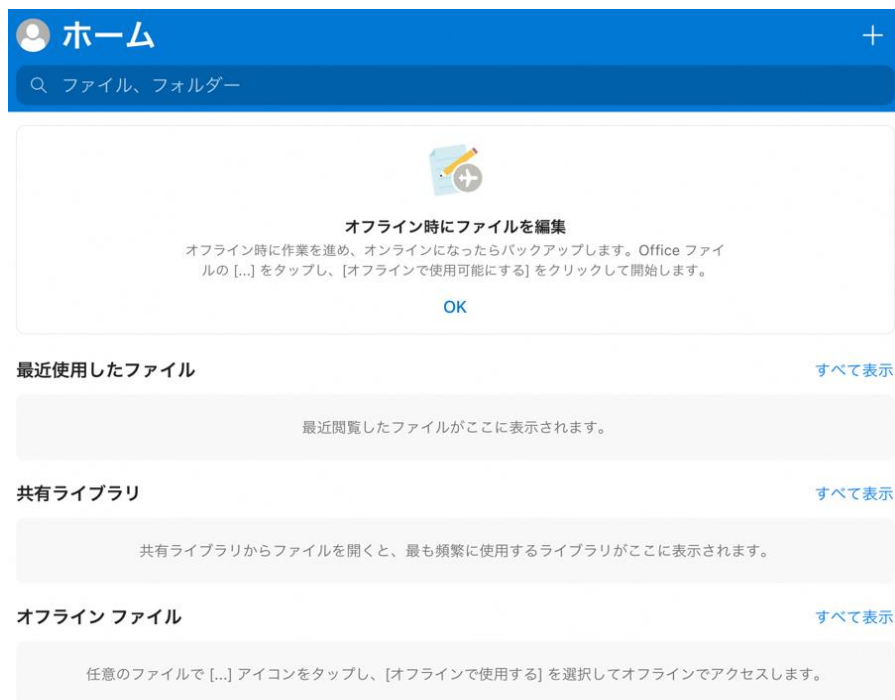 ホーム
ファイル、フォルダー
オフライン時にファイルを編集
オフライン時に作業を進め、オンラインになったらバックアップします。Office ファイ
ルの [...] をタップし、[オフラインで使用可能にする] をクリックして開始します。
OK
最近使用したファイル
すべて表示
最近閲覧したファイルがここに表示されます。
共有ライブラリ
すべて表示
共有ライブラリからファイルを開くと、最も頻繁に使用するライブラリがここに表示されます。
オフライン ファイル
すべて表示
任意のファイルで [...] アイコンをタップし、[オフラインで使用する] を選択してオフラインでアクセスします。